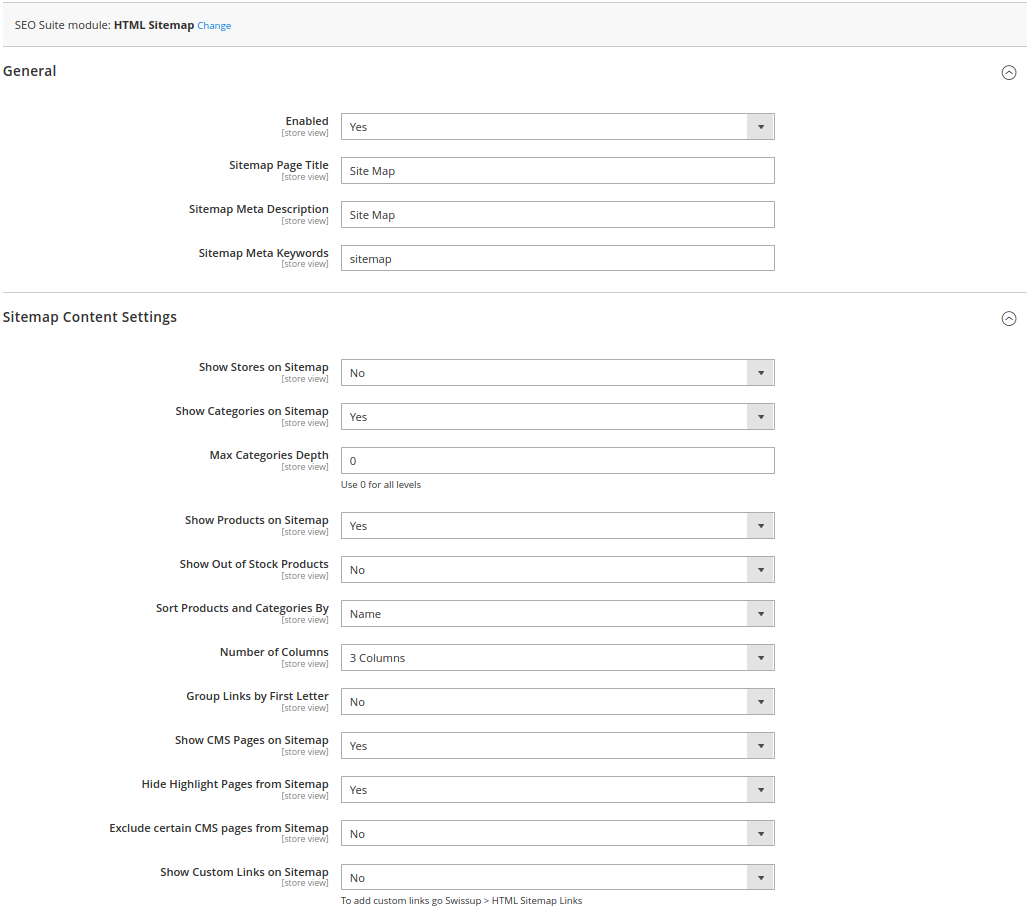 SEO Suite module: HTML Sitemap Change
General
Enabled
[store view]
Yes
Sitemap Page Title
[store view]
Site Map
Sitemap Meta Description
[store view]
Site Map
Sitemap Meta Keywords
[store view]
sitemap
Sitemap Content Settings
Show Stores on Sitemap
[store view]
No
Show Categories on Sitemap
[store view]
Yes
Max Categories Depth
[store view]
0
Use 0 for all levels
Show Products on Sitemap
[store view]
Yes
Show Out of Stock Products
[store view]
No
Sort Products and Categories By
[store view]
Name
Number of Columns
[store view]
3 Columns
Group Links by First Letter
[store view]
No
Show CMS Pages on Sitemap
[store view]
Yes
Hide Highlight Pages from Sitemap
[store view]
Yes
Exclude certain CMS pages from Sitemap
[store view]
No
Show Custom Links on Sitemap
[store view]
No
To add custom links go Swissup > HTML Sitemap Links